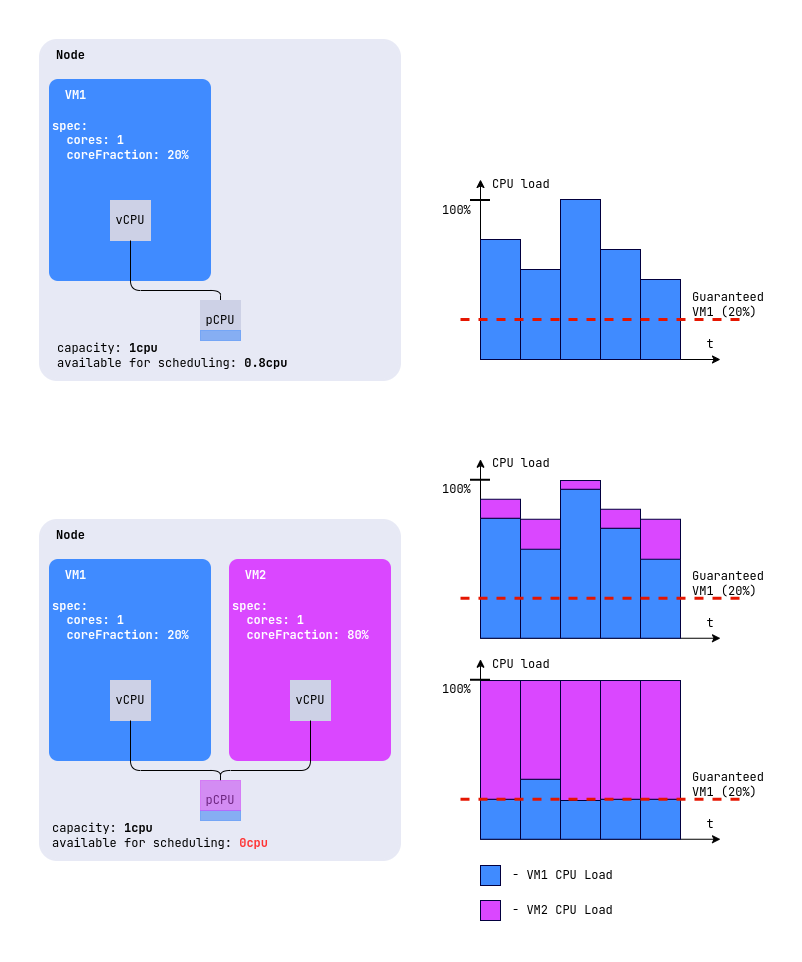 Node
VM1
spec:
cores: 1
coreFraction: 20%
vCPU
pCPU
capacity: 1cpu
available for scheduling: 0.8cpu
CPU load
100%
Guaranteed
VM1 (20%)
t
Node
VM1
spec:
cores: 1
coreFraction: 20%
vCPU
VM2
spec:
cores: 1
coreFraction: 80%
vCPU
pCPU
capacity: 1cpu
available for scheduling: 0cpu
CPU load
100%
Guaranteed
VM1 (20%)
t
CPU load
100%
Guaranteed
VM1 (20%)
t
- VM1 CPU Load
- VM2 CPU Load